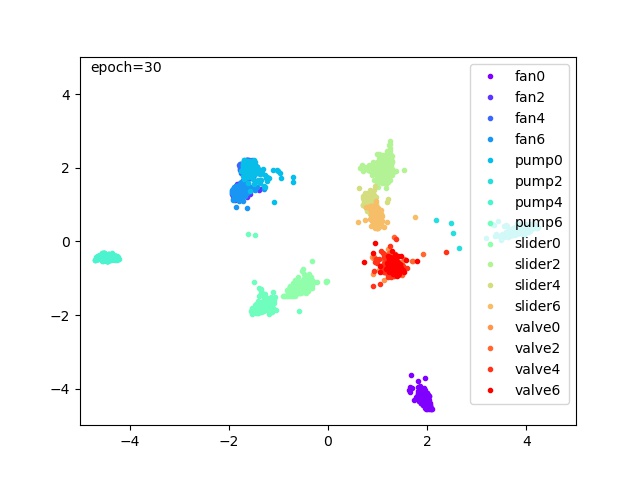 epoch=30
fan0
fan2
fan4
fan6
pump0
pump2
pump4
pump6
slider0
slider2
slider4
slider6
valve0
valve2
valve4
valve6
4
2
0
−2
−4
−4
−2
0
2
4